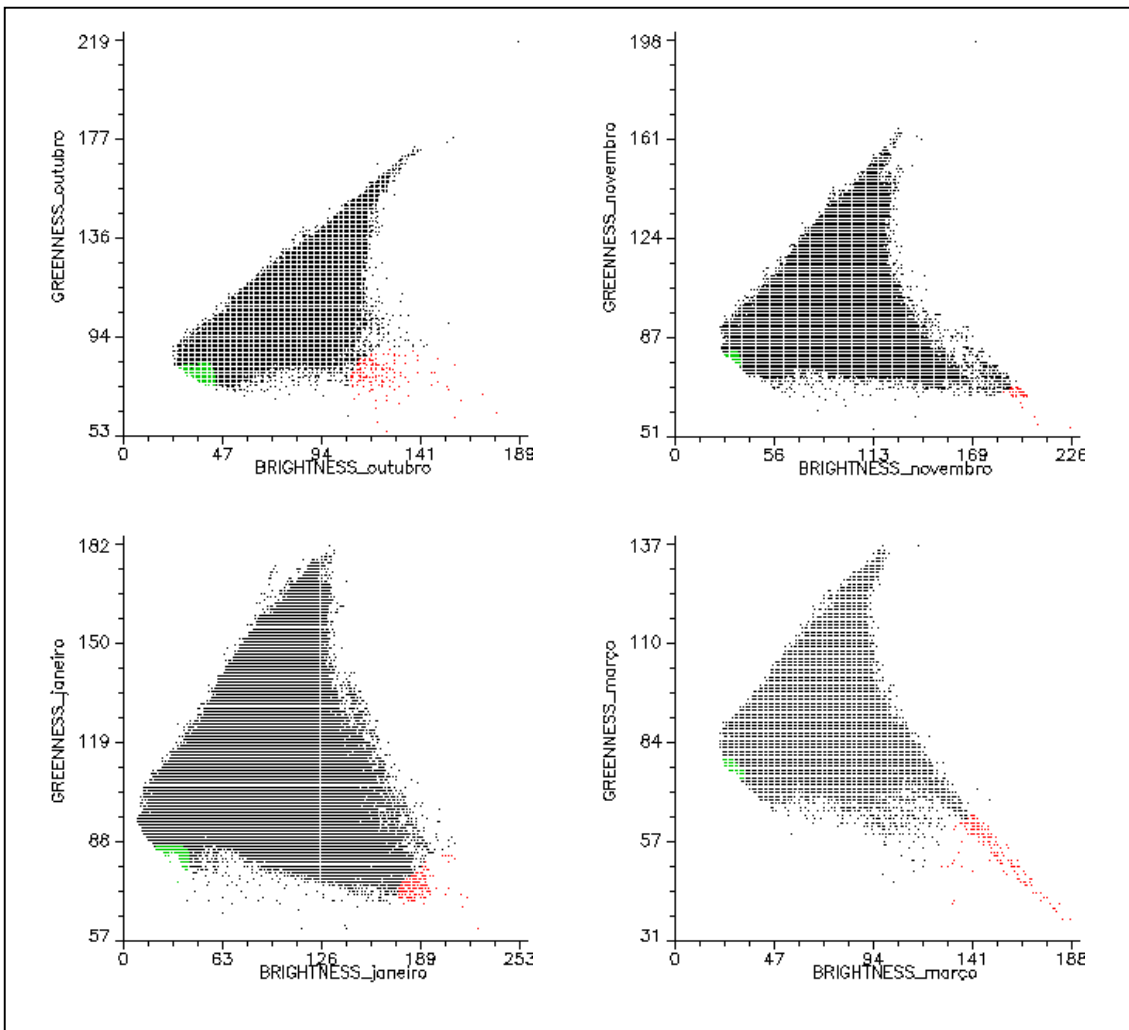 219
177
136
94
53
GREENNESS_outubro
0 47 94 141 189
BRIGHTNESS_outubro
198
161
124
87
51
GREENNESS_novembro
0 56 113 169 226
BRIGHTNESS_novembro
182
150
119
88
57
GREENNESS_janeiro
0 63 126 189 253
BRIGHTNESS_janeiro
137
110
84
57
31
GREENNESS_março
0 47 94 141 188
BRIGHTNESS_março